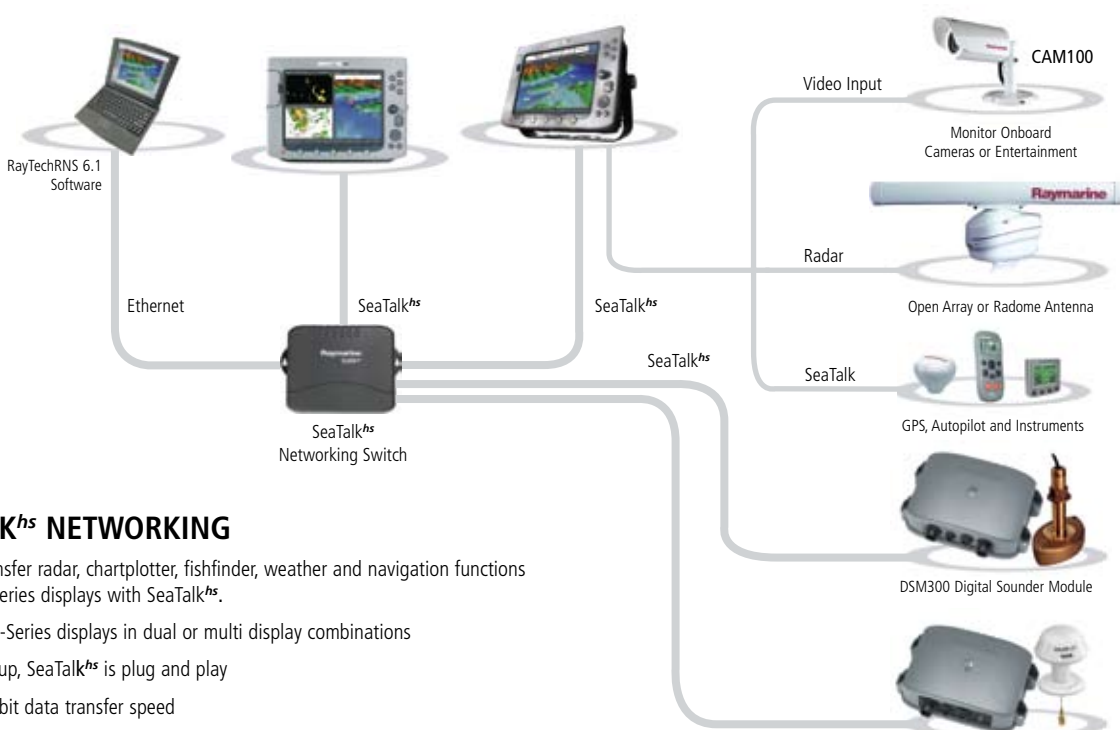 CAM100
Video Input
Monitor Onboard
Cameras or Entertainment
RayTechRNS 6.1
Software
Raymarine
Radar
Open Array or Radome Antenna
Ethernet
SeaTalkhs
SeaTalkhs
SeaTalkhs
Raymarine
SeaTalk
GPS, Autopilot and Instruments
SeaTalkhs
Networking Switch
DSM300 Digital Sounder Module
Khs NETWORKING
nsfer radar, chartplotter, fishfinder, weather and navigation functions
eries displays with SeaTalkhs.
-Series displays in dual or multi display combinations
up, SeaTalkhs is plug and play
bit data transfer speed